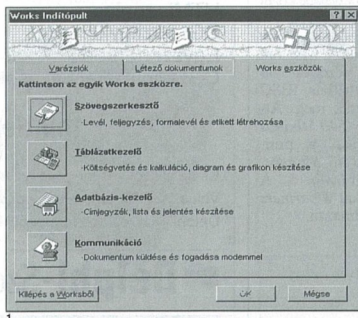 Works Indítópult
Varázslók
Létező dokumentumok
Works eszközök
Kattintson az egyik Works eszközre.
Szövegszerkesztő
-Levél, feljegyzés, formalevél és etikett létrehozása
Táblázatkezelő
-Költségvetés és kalkuláció, diagram és grafikon készítése
Adatbázis-kezelő
-Címjegyzék, lista és jelentés készítése
Kommunikáció
-Dokumentum küldése és fogadása modemmel
Kilépés a Worksből
OK
Mégse